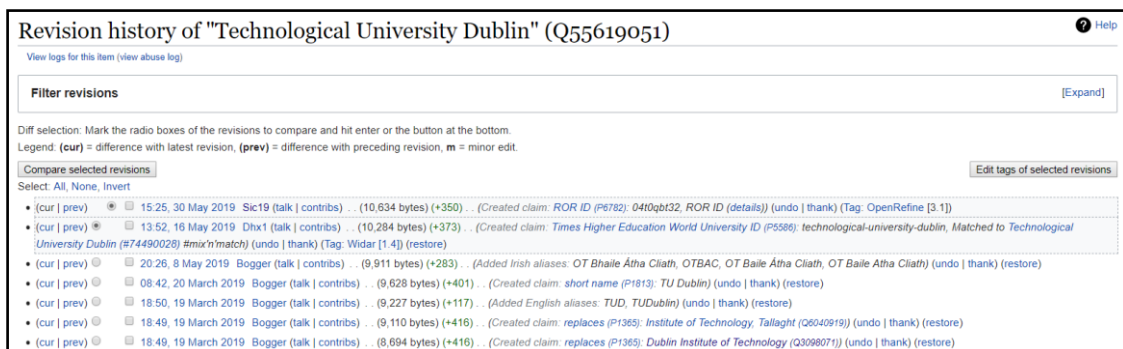 Revision history of "Technological University Dublin" (Q55619051)
? Help
View logs for this item (view abuse log)
Filter revisions [Expand]
Diff selection: Mark the radio boxes of the revisions to compare and hit enter or the button at the bottom.
Legend: (cur) = difference with latest revision, (prev) = difference with preceding revision, m = minor edit.
Compare selected revisions Edit tags of selected revisions
Select: All, None, Invert
• (cur | prev) 15:25, 30 May 2019 Sic19 (talk | contribs) . . (10,634 bytes) (+350) . . (Created claim: ROR ID (P6782): 04t0qbt32, ROR ID (details)) (undo | thank) (Tag: OpenRefine [3.1])
• (cur | prev) 13:52, 16 May 2019 Dhx1 (talk | contribs) . . (10,284 bytes) (+373) . . (Created claim: Times Higher Education World University ID (P5586): technological-university-dublin, Matched to Technological
University Dublin (#74490028) #mix'n'match) (undo | thank) (Tag: Widar [1.4]) (restore)
• (cur | prev) 20:26, 8 May 2019 Bogger (talk | contribs) . . (9,911 bytes) (+283) . . (Added Irish aliases: OT Bhaile Átha Cliath, OTBAC, OT Baile Átha Cliath, OT Baile Atha Cliath) (undo | thank) (restore)
• (cur | prev) 08:42, 20 March 2019 Bogger (talk | contribs) . . (9,628 bytes) (+401) . . (Created claim: short name (P1813): TU Dublin) (undo | thank) (restore)
• (cur | prev) 18:50, 19 March 2019 Bogger (talk | contribs) . . (9,227 bytes) (+117) . . (Added English aliases: TUD, TUDublin) (undo | thank) (restore)
• (cur | prev) 18:49, 19 March 2019 Bogger (talk | contribs) . . (9,110 bytes) (+416) . . (Created claim: replaces (P1365): Institute of Technology, Tallaght (Q6040919)) (undo | thank) (restore)
• (cur | prev) 18:49, 19 March 2019 Bogger (talk | contribs) . . (8,694 bytes) (+416) . . (Created claim: replaces (P1365): Dublin Institute of Technology (Q3098071)) (undo | thank) (restore)